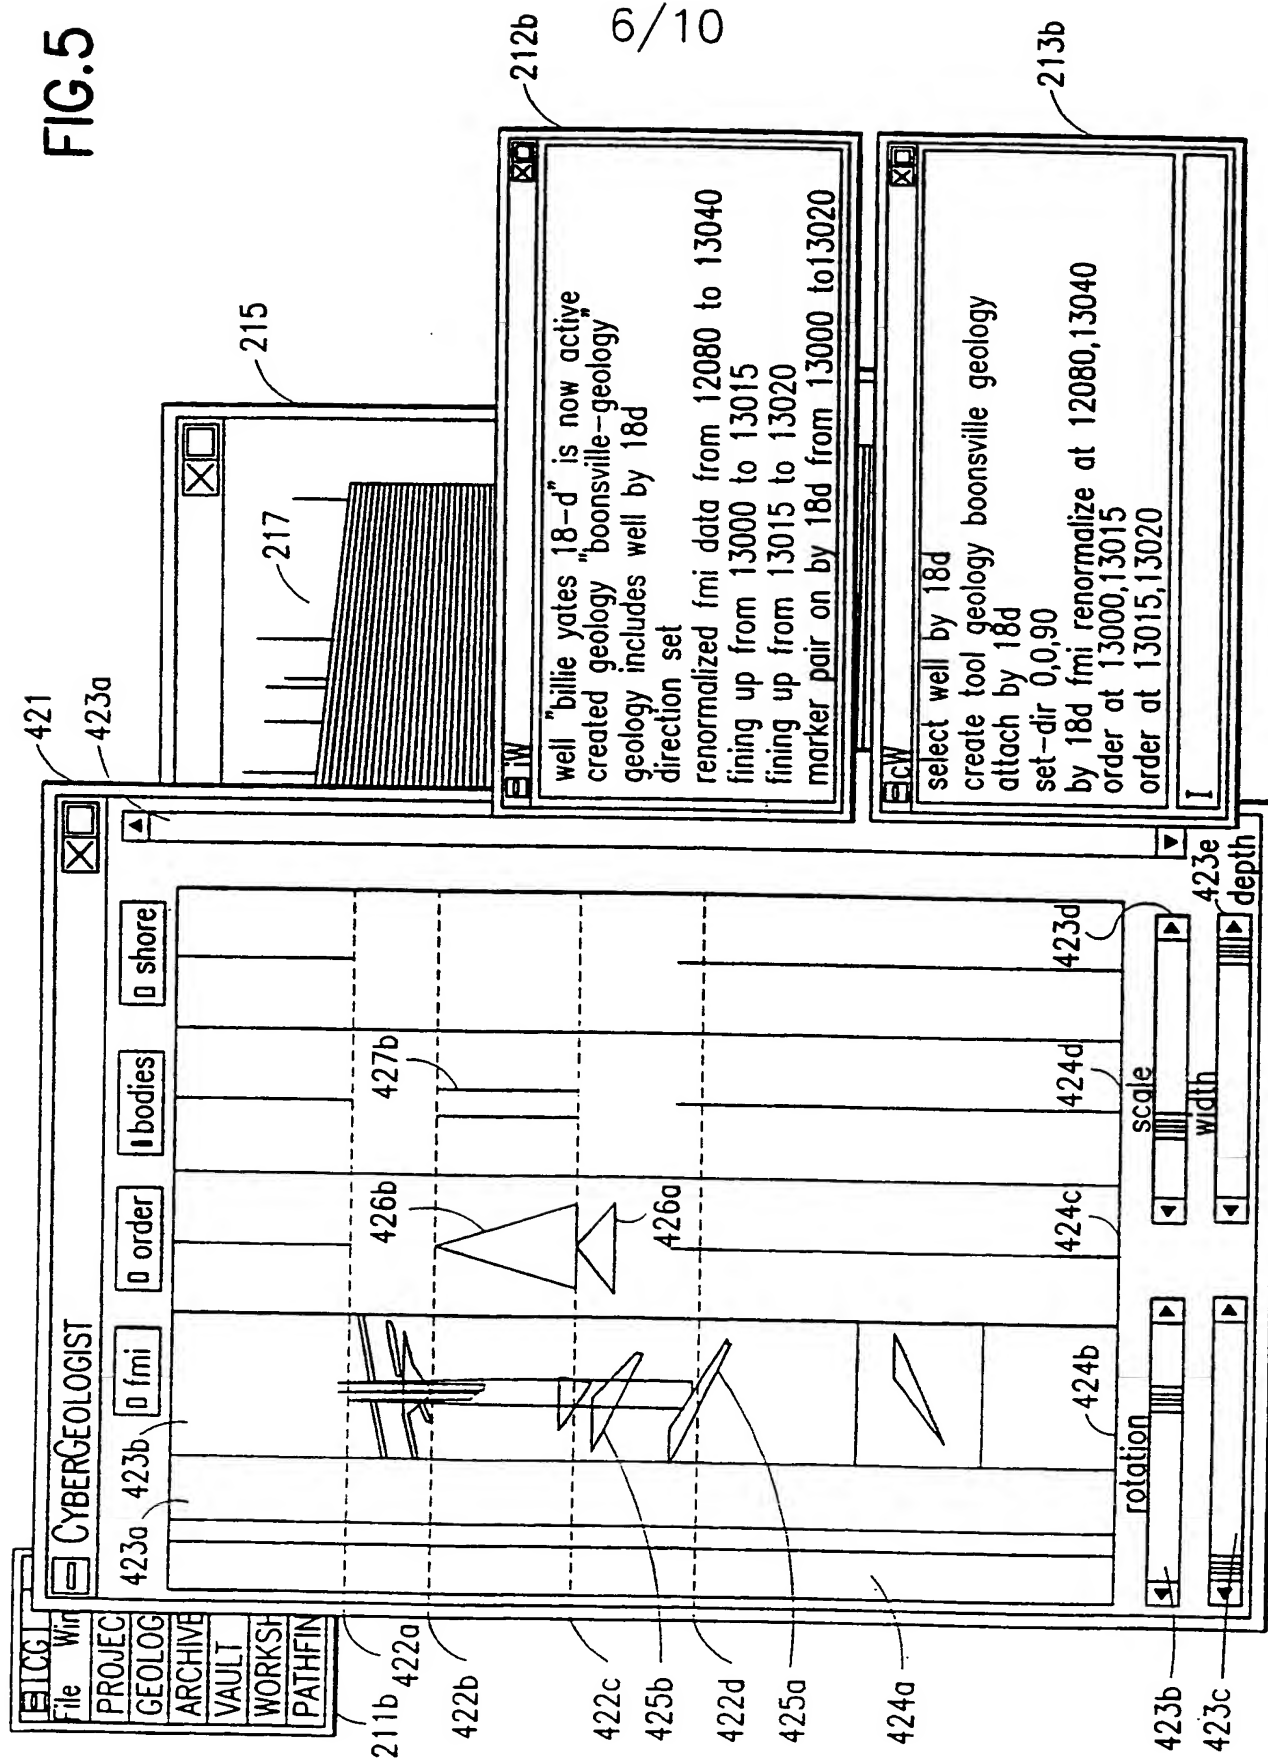 6/10
FIG.5
CGI
File Win
PROJEC
GEOLOG
ARCHIVE
VAULT
WORKSH
PATHFIN
211b
CYBERGEOLOGIST
421
423a
423a
423b
fmi
order
bodies
shore
422a
422b
422c
425b
422d
425a
424a
426b
426a
427b
424b
424c
424d
rotation
scale
width
depth
423b
423c
423d
423e
215
217
iW
212b
well "billie yates 18-d" is now active
created geology "boonsville-geology"
geology includes well by 18d
direction set
renormalized fmi data from 12080 to 13040
fining up from 13000 to 13015
fining up from 13015 to 13020
marker pair on by 18d from 13000 to13020
cW
213b
select well by 18d
create tool geology boonsville geology
attach by 18d
set-dir 0,0,90
by 18d fmi renormalize at 12080,13040
order at 13000,13015
order at 13015,13020
I